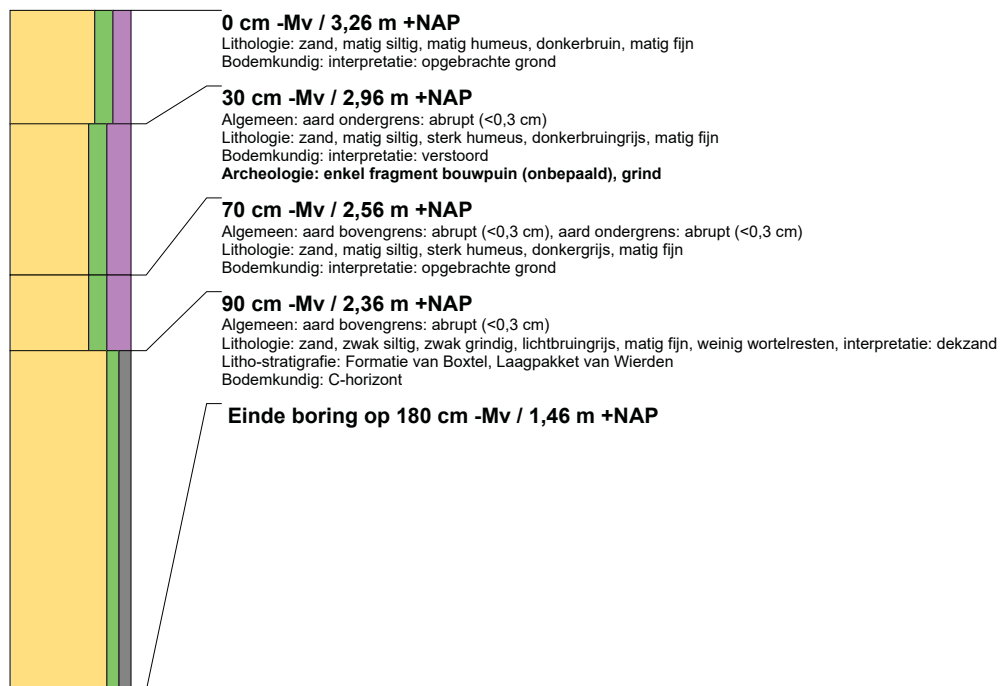 0 cm -Mv / 3,26 m +NAP
Lithologie: zand, matig siltig, matig humeus, donkerbruin, matig fijn
Bodemkundig: interpretatie: opgebrachte grond
30 cm -Mv / 2,96 m +NAP
Algemeen: aard ondergrens: abrupt (<0,3 cm)
Lithologie: zand, matig siltig, sterk humeus, donkerbruingrijs, matig fijn
Bodemkundig: interpretatie: verstoord
Archeologie: enkel fragment bouwpuin (onbepaald), grind
70 cm -Mv / 2,56 m +NAP
Algemeen: aard bovengrens: abrupt (<0,3 cm), aard ondergrens: abrupt (<0,3 cm)
Lithologie: zand, matig siltig, sterk humeus, donkergrijs, matig fijn
Bodemkundig: interpretatie: opgebrachte grond
90 cm -Mv / 2,36 m +NAP
Algemeen: aard bovengrens: abrupt (<0,3 cm)
Lithologie: zand, zwak siltig, zwak grindig, lichtbruingrijs, matig fijn, weinig wortelresten, interpretatie: dekzand
Litho-stratigrafie: Formatie van Boxtel, Laagpakket van Wierden
Bodemkundig: C-horizont
Einde boring op 180 cm -Mv / 1,46 m +NAP